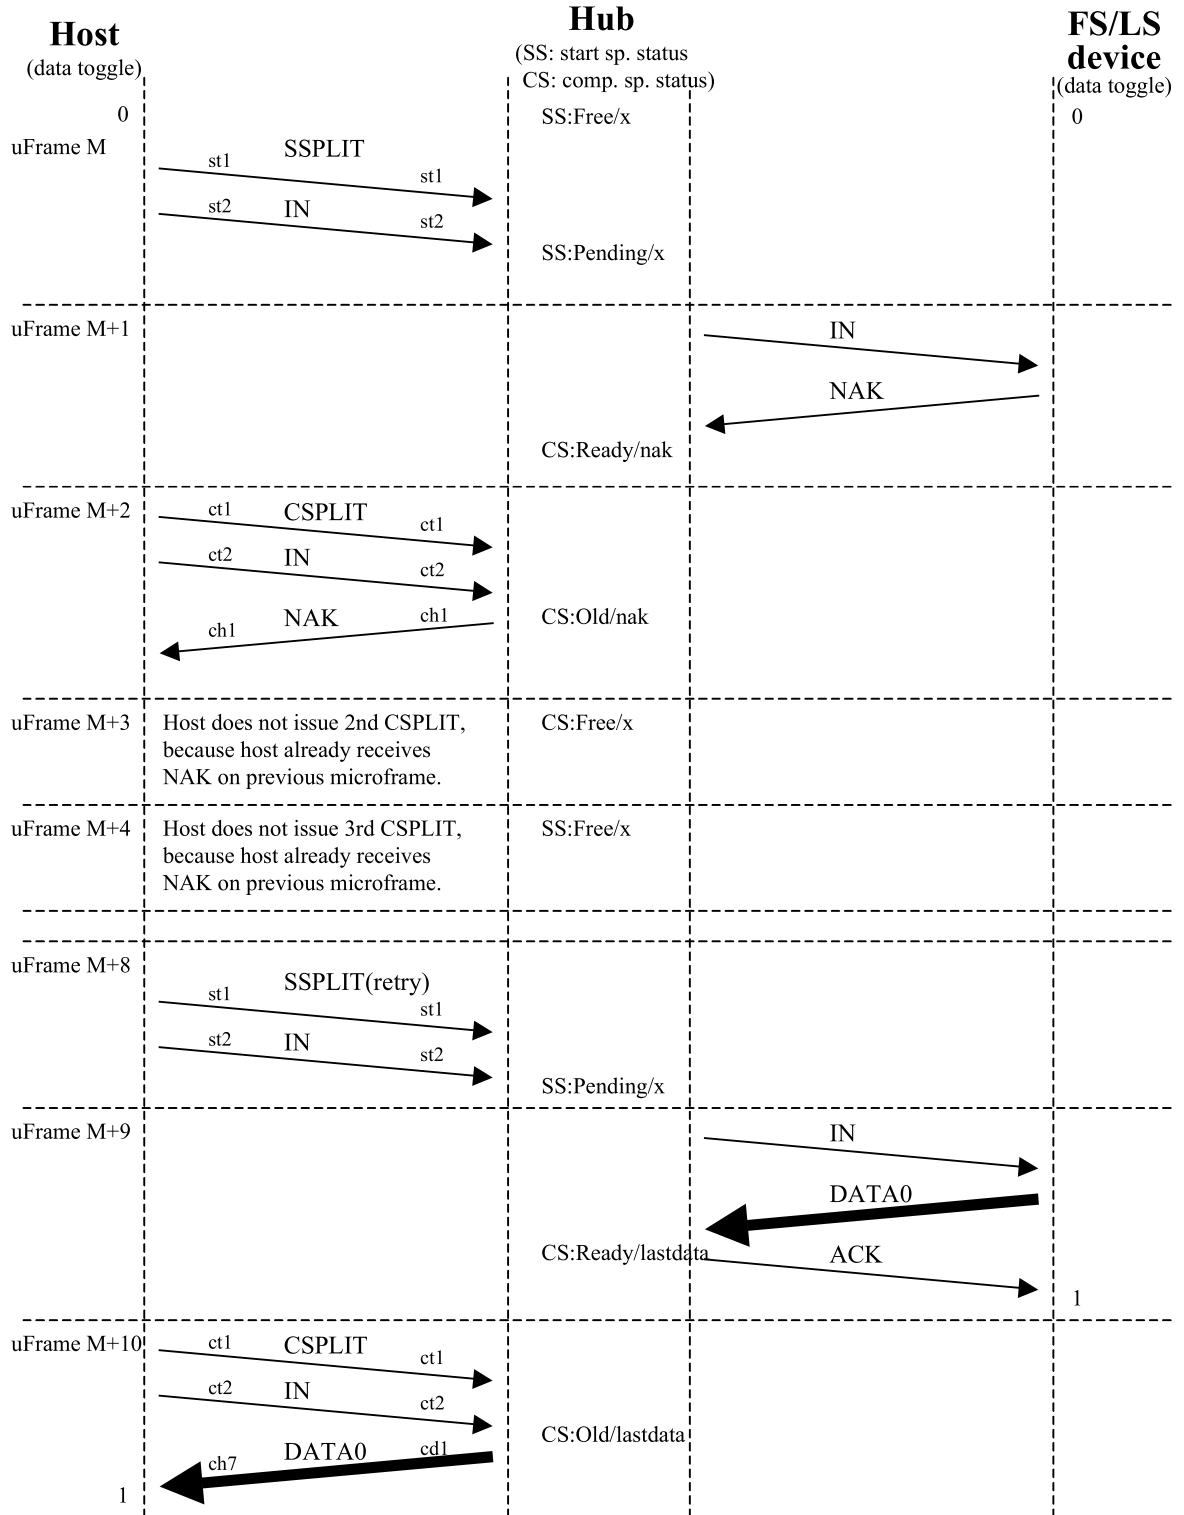 Host
(data toggle)
Hub
(SS: start sp. status
CS: comp. sp. status)
FS/LS
device
(data toggle)
0
SS:Free/x
0
uFrame M
SSPLIT
st1
st1
st2
IN
st2
SS:Pending/x
uFrame M+1
IN
NAK
CS:Ready/nak
uFrame M+2
ct1
CSPLIT
ct1
ct2
IN
ct2
NAK
ch1
ch1
CS:Old/nak
uFrame M+3
Host does not issue 2nd CSPLIT,
because host already receives
NAK on previous microframe.
CS:Free/x
uFrame M+4
Host does not issue 3rd CSPLIT,
because host already receives
NAK on previous microframe.
SS:Free/x
uFrame M+8
SSPLIT(retry)
st1
st1
st2
IN
st2
SS:Pending/x
uFrame M+9
IN
DATA0
CS:Ready/lastdata
ACK
1
uFrame M+10
ct1
CSPLIT
ct1
ct2
IN
ct2
CS:Old/lastdata
DATA0
cd1
ch7
1